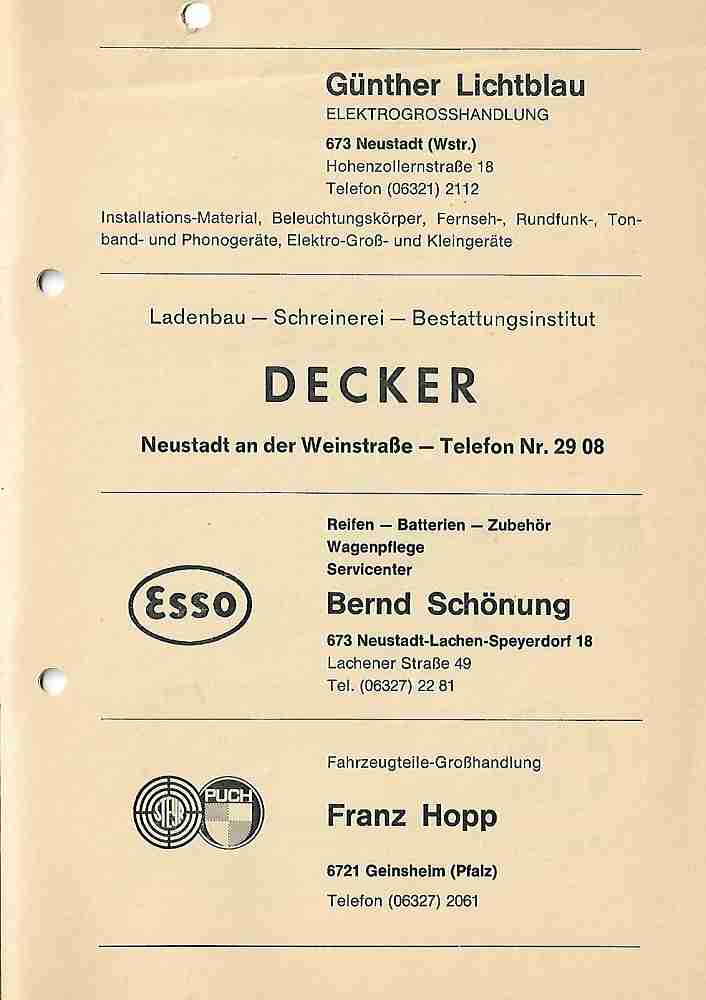 Günther Lichtblau
ELEKTROGROSSHANDLUNG
673 Neustadt (Wstr.)
Hohenzollernstraße 18
Telefon (06321) 2112
Installations-Material, Beleuchtungskörper, Fernseh-, Rundfunk-, Ton-
band- und Phonogeräte, Elektro-Groß- und Kleingeräte
Ladenbau — Schreinerei — Bestattungsinstitut
DECKER
Neustadt an der Weinstraße — Telefon Nr. 29 08
Reifen — Batterien — Zubehör
Wagenpflege
Servicenter
Esso
Bernd Schönung
673 Neustadt-Lachen-Speyerdorf 18
Lachener Straße 49
Tel. (06327) 22 81
Fahrzeugteile-Großhandlung
STEYR
PUCH
Franz Hopp
6721 Geinsheim (Pfalz)
Telefon (06327) 2061